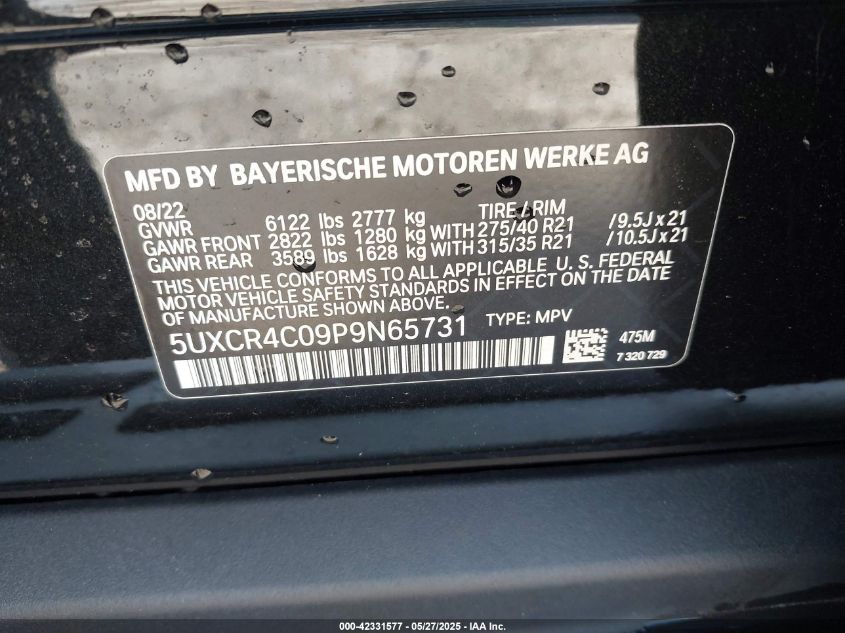 MFD BY BAYERISCHE MOTOREN WERKE AG
08/22 TIRE / RIM
GVWR 6122 lbs 2777 kg
GAWR FRONT 2822 lbs 1280 kg WITH 275/40 R21 /9.5J x 21
GAWR REAR 3589 lbs 1628 kg WITH 315/35 R21 /10.5J x 21
THIS VEHICLE CONFORMS TO ALL APPLICABLE U. S. FEDERAL
MOTOR VEHICLE SAFETY STANDARDS IN EFFECT ON THE DATE
OF MANUFACTURE SHOWN ABOVE.
5UXCR4C09P9N65731 TYPE: MPV
475M
7 320 729
000-42331577 - 05/27/2025 - IAA Inc.